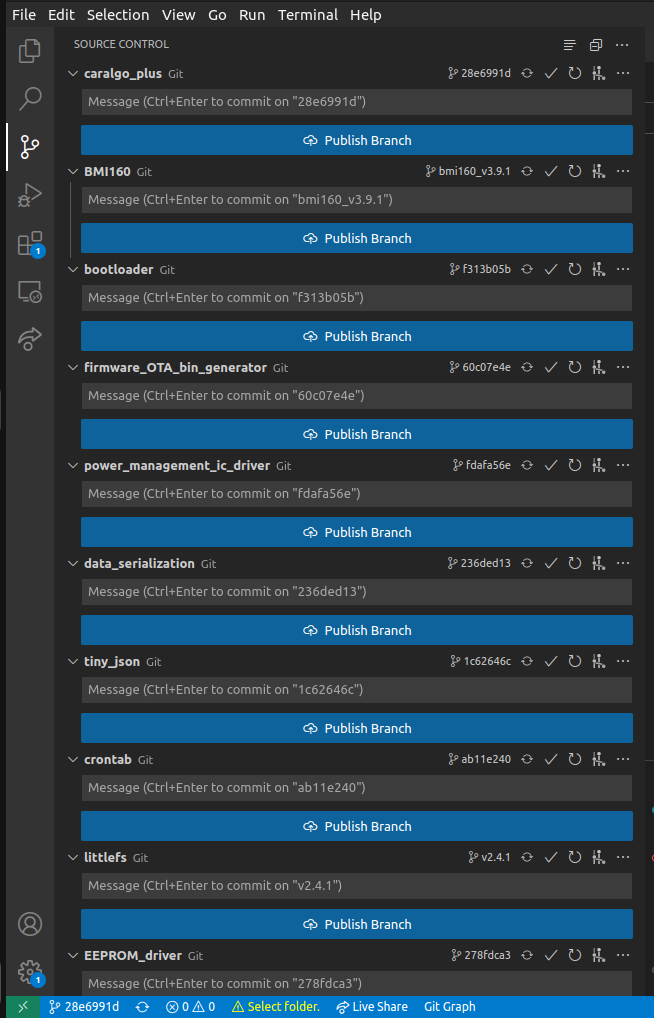 File Edit Selection View Go Run Terminal Help
SOURCE CONTROL
caralgo_plus Git 28e6991d
Message (Ctrl+Enter to commit on "28e6991d")
Publish Branch
BMI160 Git bmi160_v3.9.1
Message (Ctrl+Enter to commit on "bmi160_v3.9.1")
Publish Branch
bootloader Git f313b05b
Message (Ctrl+Enter to commit on "f313b05b")
Publish Branch
firmware_OTA_bin_generator Git 60c07e4e
Message (Ctrl+Enter to commit on "60c07e4e")
Publish Branch
power_management_ic_driver Git fdafa56e
Message (Ctrl+Enter to commit on "fdafa56e")
Publish Branch
data_serialization Git 236ded13
Message (Ctrl+Enter to commit on "236ded13")
Publish Branch
tiny_json Git 1c62646c
Message (Ctrl+Enter to commit on "1c62646c")
Publish Branch
crontab Git ab11e240
Message (Ctrl+Enter to commit on "ab11e240")
Publish Branch
littlefs Git v2.4.1
Message (Ctrl+Enter to commit on "v2.4.1")
Publish Branch
EEPROM_driver Git 278fdca3
Message (Ctrl+Enter to commit on "278fdca3")
1
1
28e6991d 0 0 Select folder. Live Share Git Graph